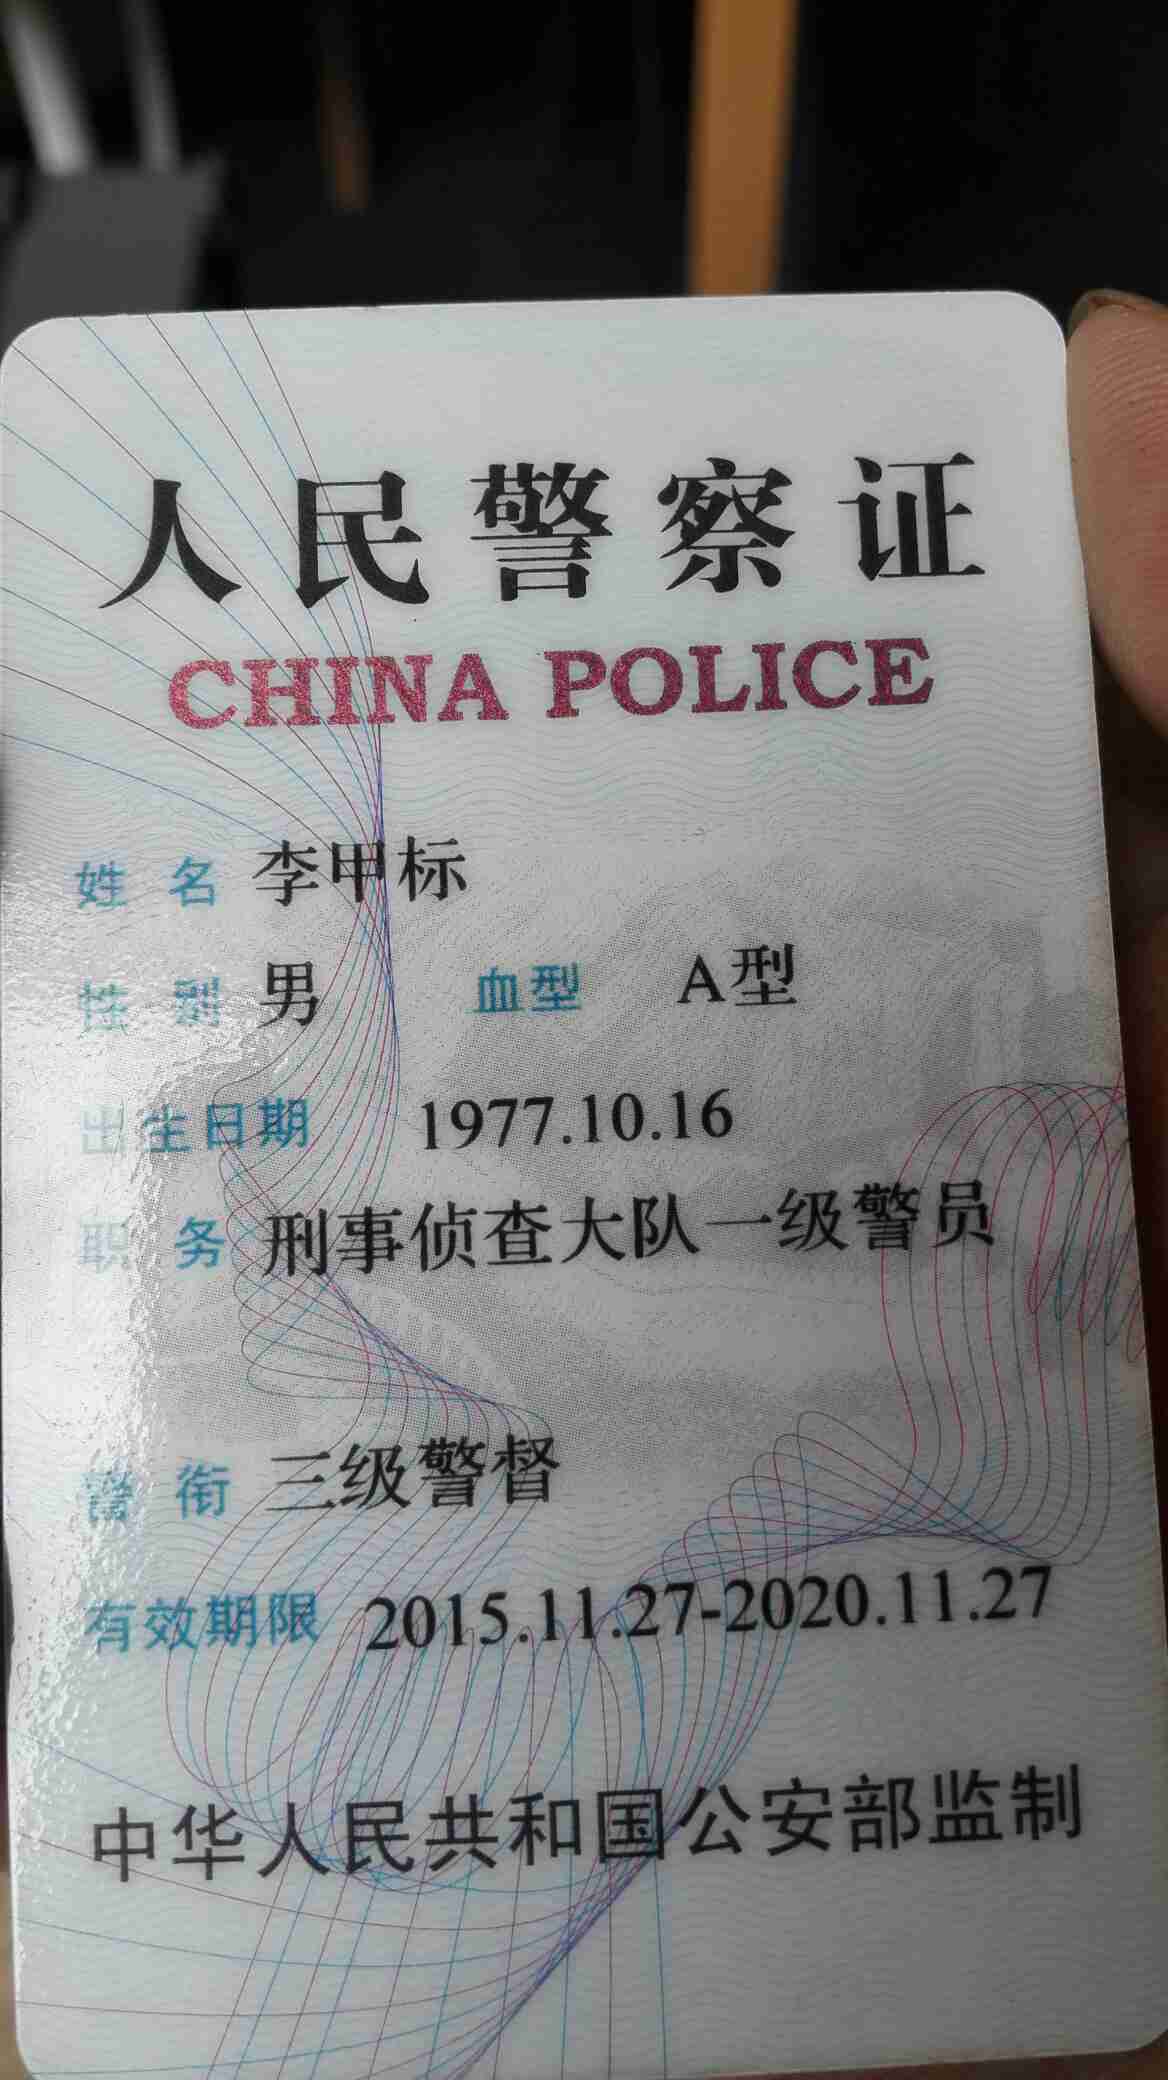 人民警察证
CHINA POLICE
姓 名 李甲标
性 别 男 血型 A型
出生日期 1977.10.16
职 务 刑事侦查大队一级警员
警 衔 三级警督
有效期限 2015.11.27-2020.11.27
中华人民共和国公安部监制